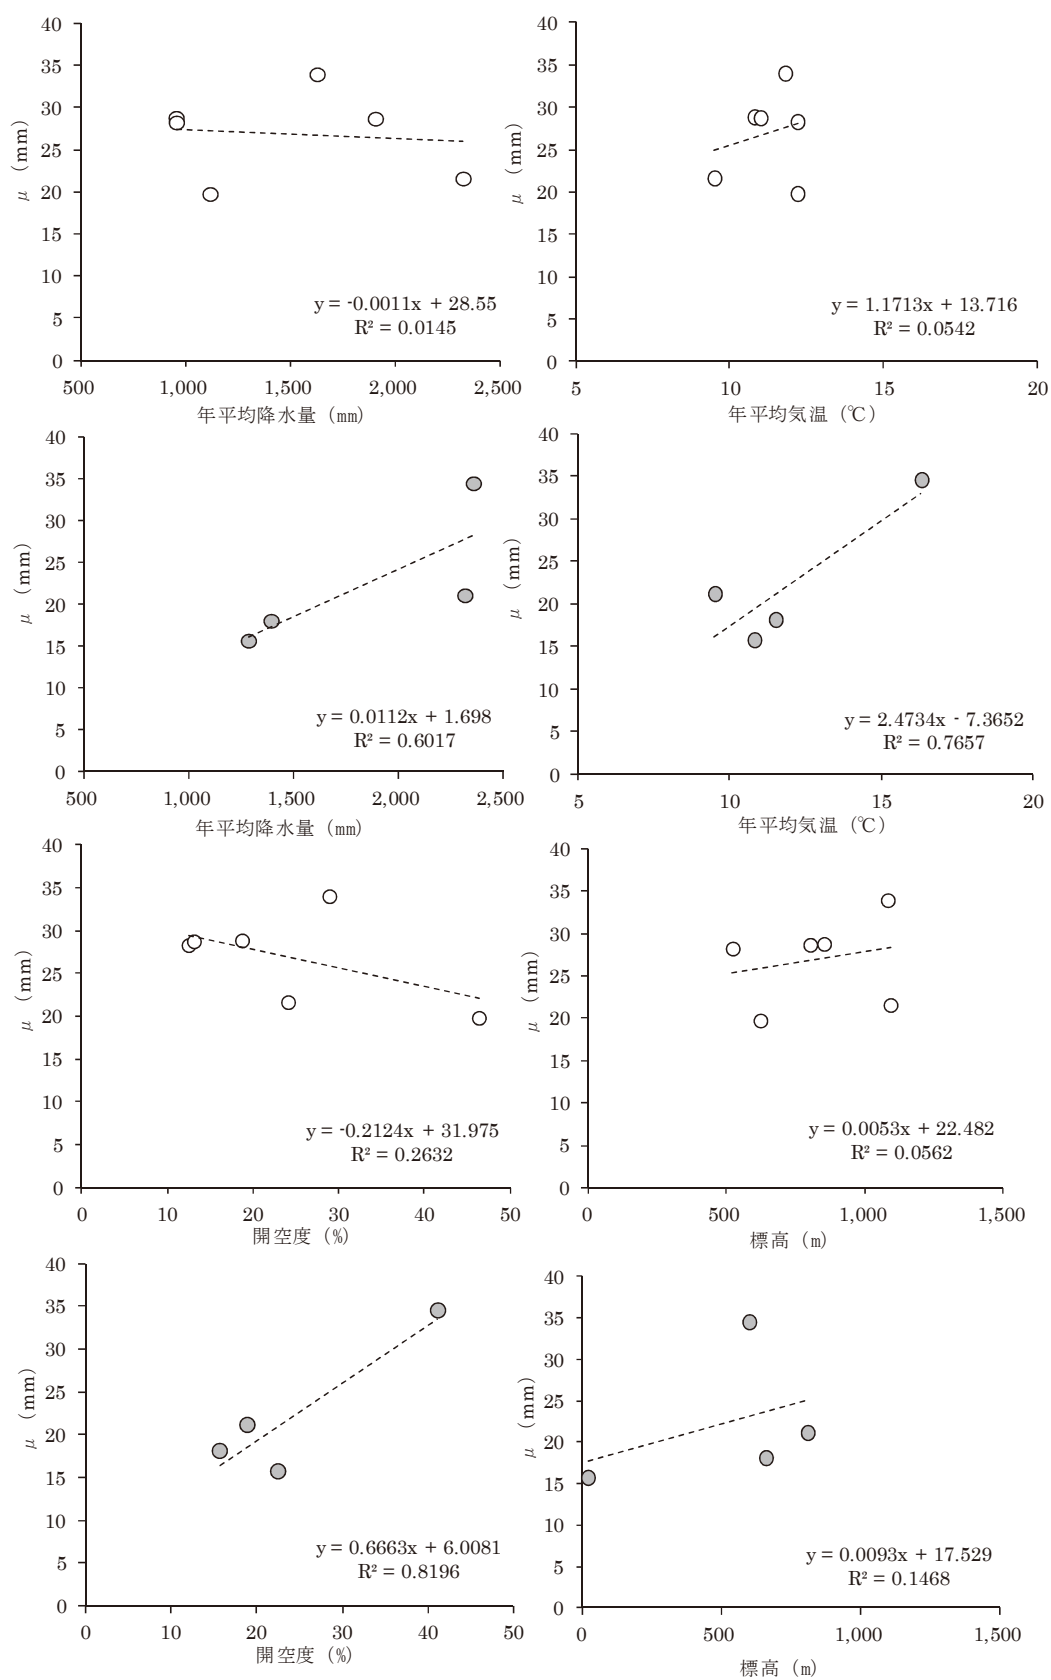 40
35
30
25
20
15
10
5
0
μ (mm)
y = -0.0011x + 28.55
R² = 0.0145
500 1,000 1,500 2,000 2,500
年平均降水量 (mm)
40
35
30
25
20
15
10
5
0
μ (mm)
y = 1.1713x + 13.716
R² = 0.0542
5 10 15 20
年平均気温 (℃)
40
35
30
25
20
15
10
5
0
μ (mm)
y = 0.0112x + 1.698
R² = 0.6017
500 1,000 1,500 2,000 2,500
年平均降水量 (mm)
40
35
30
25
20
15
10
5
0
μ (mm)
y = 2.4734x - 7.3652
R² = 0.7657
5 10 15 20
年平均気温 (℃)
40
35
30
25
20
15
10
5
0
μ (mm)
y = -0.2124x + 31.975
R² = 0.2632
0 10 20 30 40 50
開空度 (%)
40
35
30
25
20
15
10
5
0
μ (mm)
y = 0.0053x + 22.482
R² = 0.0562
0 500 1,000 1,500
標高 (m)
40
35
30
25
20
15
10
5
0
μ (mm)
y = 0.6663x + 6.0081
R² = 0.8196
0 10 20 30 40 50
開空度 (%)
40
35
30
25
20
15
10
5
0
μ (mm)
y = 0.0093x + 17.529
R² = 0.1468
0 500 1,000 1,500
標高 (m)